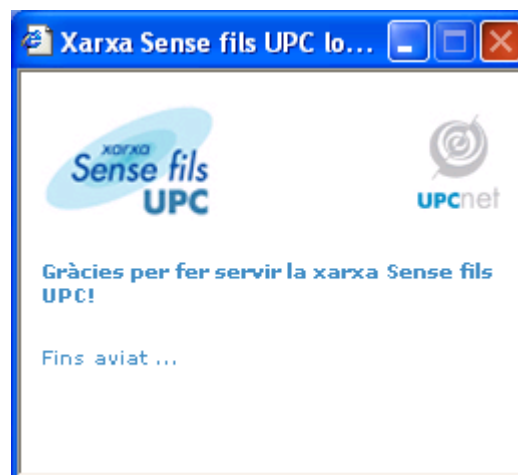 Xarxa Sense fils UPC lo...
xarxa
Sense fils
UPC
UPCnet
Gràcies per fer servir la xarxa Sense fils
UPC!
Fins aviat ...